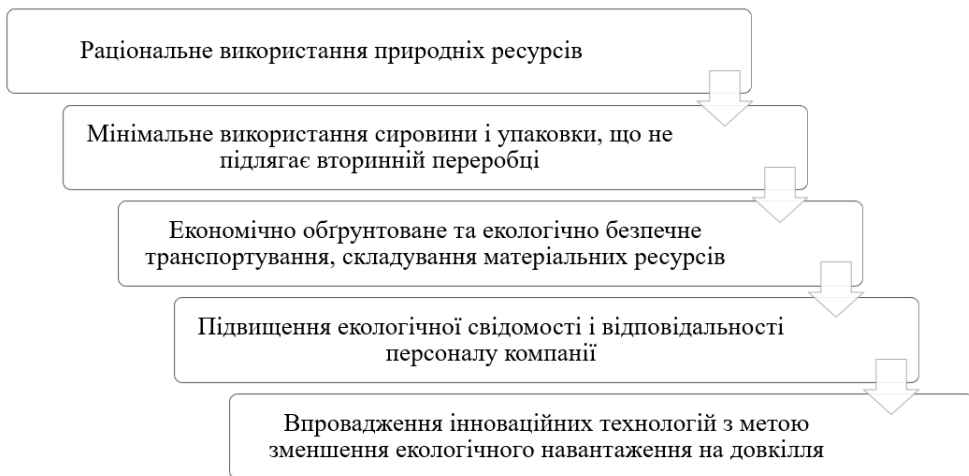 Раціональне використання природніх ресурсів
Мінімальне використання сировини і упаковки, що не
підлягає вторинній переробці
Економічно обґрунтоване та екологічно безпечне
транспортування, складування матеріальних ресурсів
Підвищення екологічної свідомості і відповідальності
персоналу компанії
Впровадження інноваційних технологій з метою
зменшення екологічного навантаження на довкілля